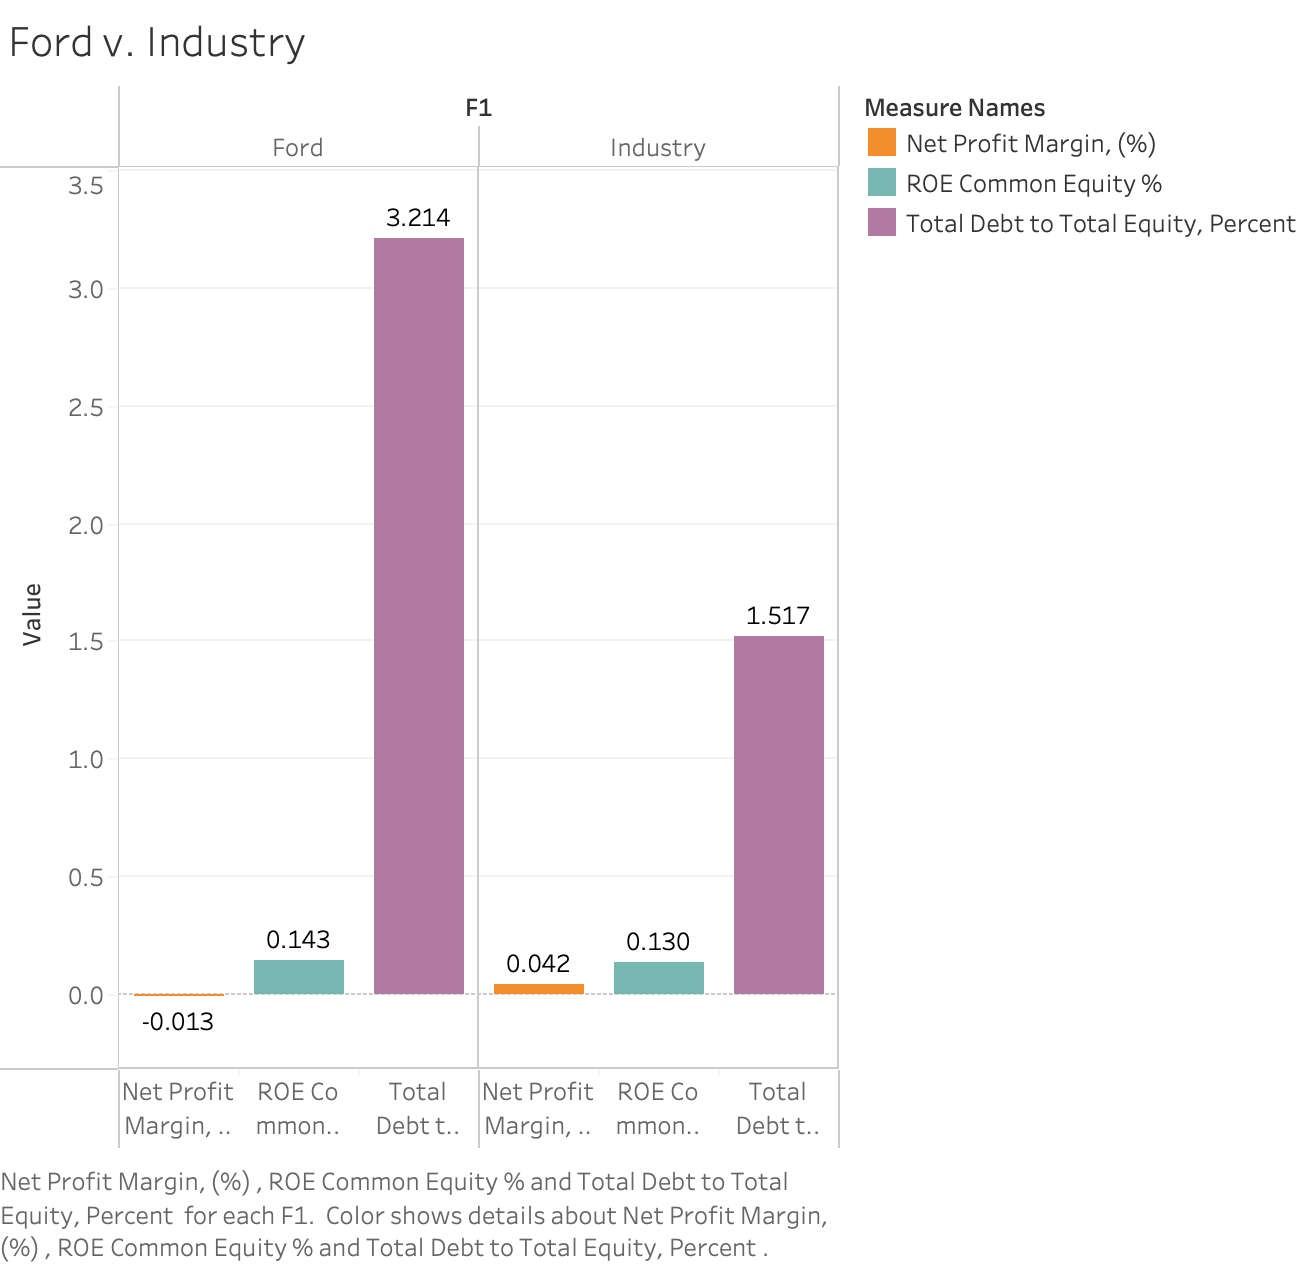 Ford v. Industry
F1
Ford
Industry
Measure Names
Net Profit Margin, (%)
ROE Common Equity %
Total Debt to Total Equity, Percent
Value
3.5
3.0
2.5
2.0
1.5
1.0
0.5
0.0
-0.013
0.143
3.214
0.042
0.130
1.517
Net Profit
Margin, ..
ROE Co
mmon..
Total
Debt t..
Net Profit
Margin, ..
ROE Co
mmon..
Total
Debt t..
Net Profit Margin, (%) , ROE Common Equity % and Total Debt to Total
Equity, Percent  for each F1.  Color shows details about Net Profit Margin,
(%) , ROE Common Equity % and Total Debt to Total Equity, Percent .